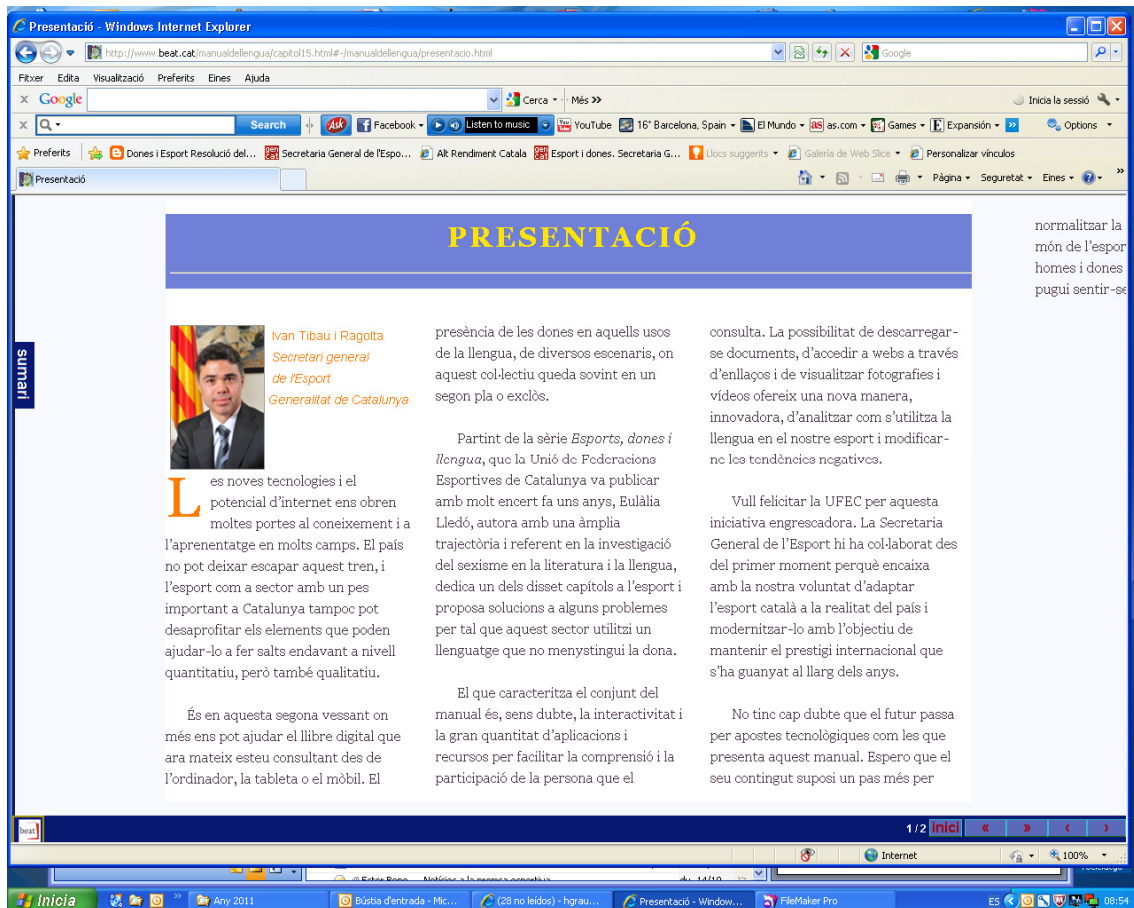 Presentació - Windows Internet Explorer
http://www.beat.cat/manualdellengua/capitol15.html#-/manualdellengua/presentacio.html
Google
Fitxer Edita Visualització Preferits Eines Ajuda
Google Cerca Més Inicia la sessió
Search Ask Facebook Listen to music YouTube 16° Barcelona, Spain El Mundo as.com Games Expansión Options
Preferits Dones i Esport Resolució del... Secretaria General de l'Espo... Alt Rendiment Catala Esport i dones. Secretaria G... Llocs suggerits Galería de Web Slice Personalizar vínculos
Presentació Pàgina Seguretat Eines
PRESENTACIÓ
sumari
Ivan Tibau i Ragolta
Secretari general
de l'Esport
Generalitat de Catalunya
Les noves tecnologies i el
potencial d'internet ens obren
moltes portes al coneixement i a
l'aprenentatge en molts camps. El país
no pot deixar escapar aquest tren, i
l'esport com a sector amb un pes
important a Catalunya tampoc pot
desaprofitar els elements que poden
ajudar-lo a fer salts endavant a nivell
quantitatiu, però també qualitatiu.
És en aquesta segona vessant on
més ens pot ajudar el llibre digital que
ara mateix esteu consultant des de
l'ordinador, la tableta o el mòbil. El
presència de les dones en aquells usos
de la llengua, de diversos escenaris, on
aquest col·lectiu queda sovint en un
segon pla o exclòs.
Partint de la sèrie Esports, dones i
llengua, que la Unió de Federacions
Esportives de Catalunya va publicar
amb molt encert fa uns anys, Eulàlia
Lledó, autora amb una àmplia
trajectòria i referent en la investigació
del sexisme en la literatura i la llengua,
dedica un dels disset capítols a l'esport i
proposa solucions a alguns problemes
per tal que aquest sector utilitzi un
llenguatge que no menystingui la dona.
El que caracteritza el conjunt del
manual és, sens dubte, la interactivitat i
la gran quantitat d'aplicacions i
recursos per facilitar la comprensió i la
participació de la persona que el
consulta. La possibilitat de descarregar-
se documents, d'accedir a webs a través
d'enllaços i de visualitzar fotografies i
vídeos ofereix una nova manera,
innovadora, d'analitzar com s'utilitza la
llengua en el nostre esport i modificar-
ne les tendències negatives.
Vull felicitar la UFEC per aquesta
iniciativa engrescadora. La Secretaria
General de l'Esport hi ha col·laborat des
del primer moment perquè encaixa
amb la nostra voluntat d'adaptar
l'esport català a la realitat del país i
modernitzar-lo amb l'objectiu de
mantenir el prestigi internacional que
s'ha guanyat al llarg dels anys.
No tinc cap dubte que el futur passa
per apostes tecnològiques com les que
presenta aquest manual. Espero que el
seu contingut suposi un pas més per
normalitzar la
món de l'espor
homes i dones
pugui sentir-se
beat 1/2 inici « » ‹ ›
Internet 100%
Inicia Any 2011 Bústia d'entrada - Mic... (28 no leídos) - hgrau... Presentació - Window... FileMaker Pro ES 08:54